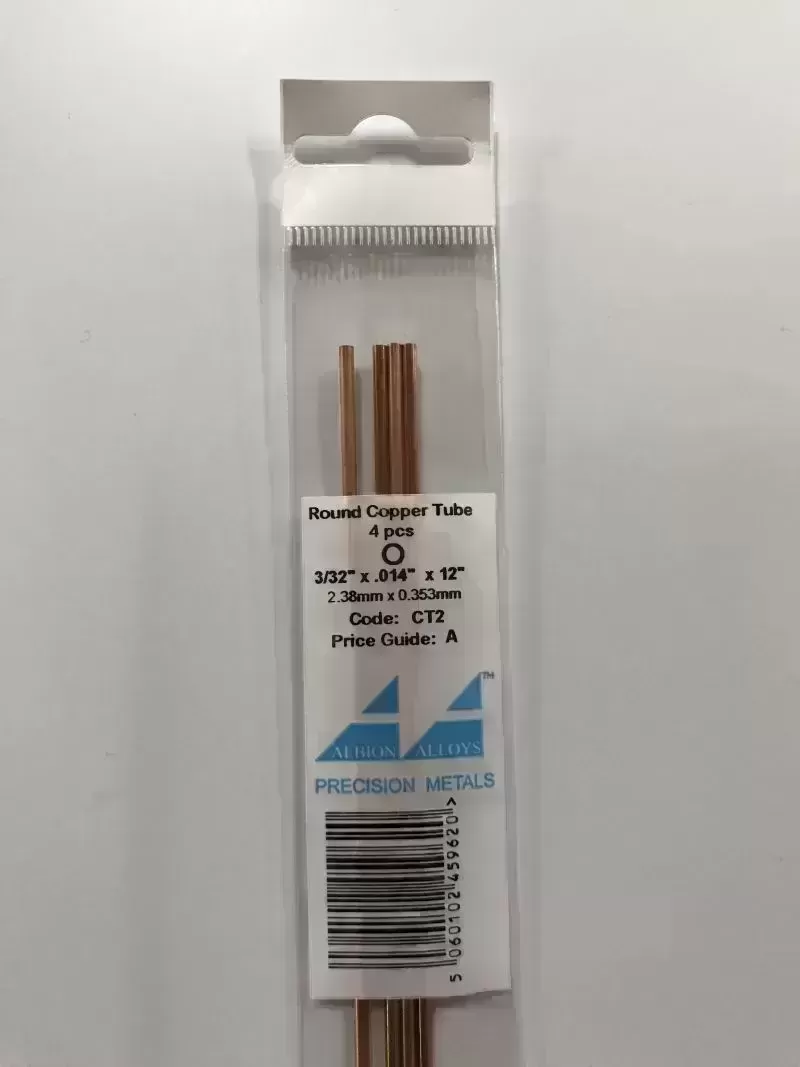 Round Copper Tube
4 pcs
3/32" x .014" x 12"
2.38mm x 0.353mm
Code: CT2
Price Guide: A
TM
ALBION ALLOYS
PRECISION METALS
5 060102 459620 >